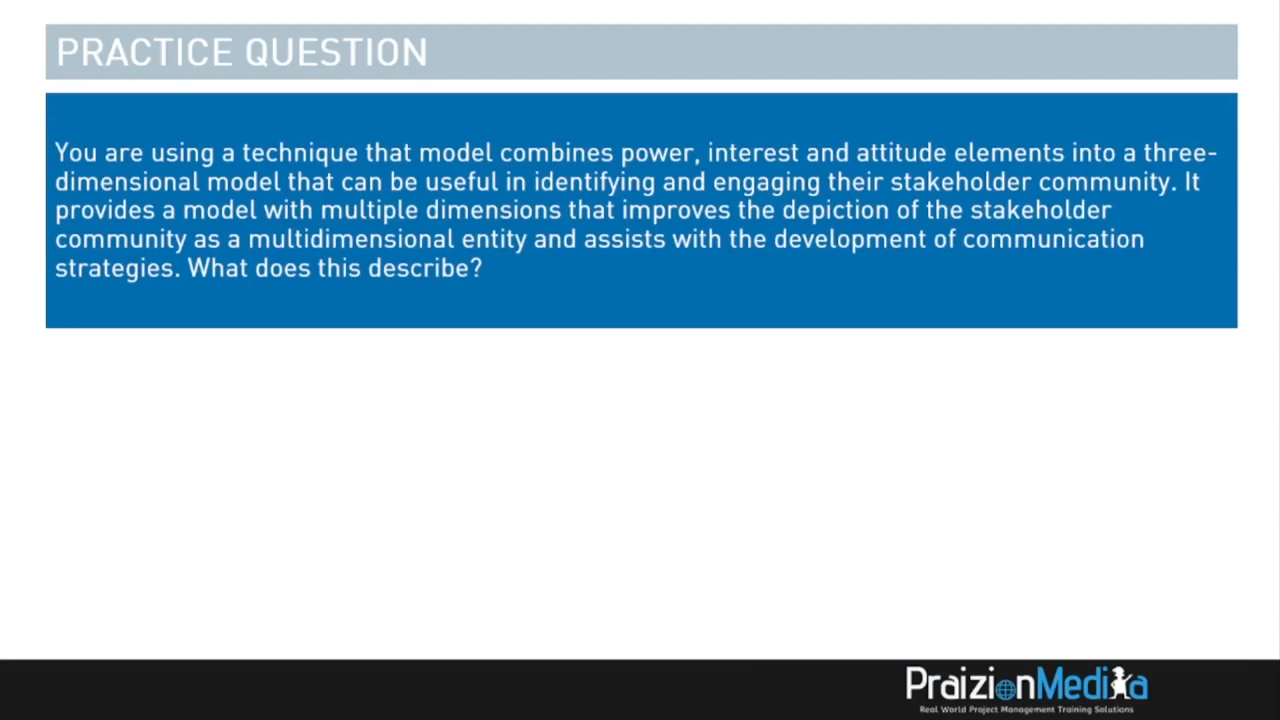 PRACTICE QUESTION
You are using a technique that model combines power, interest and attitude elements into a three-
dimensional model that can be useful in identifying and engaging their stakeholder community. It
provides a model with multiple dimensions that improves the depiction of the stakeholder
community as a multidimensional entity and assists with the development of communication
strategies. What does this describe?
PraizionMedia
Real World Project Management Training Solutions